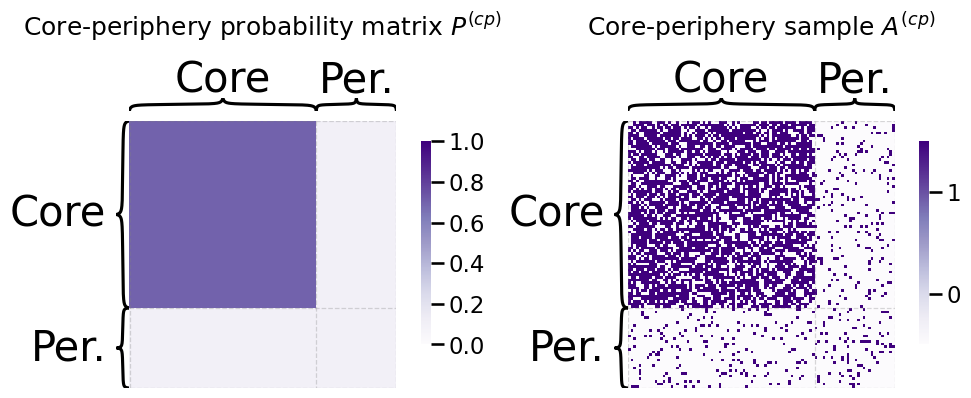 Core-periphery probability matrix P^(cp)
Core Per.
Core
Per.
1.0
0.8
0.6
0.4
0.2
0.0
Core-periphery sample A^(cp)
Core Per.
Core
Per.
1
0